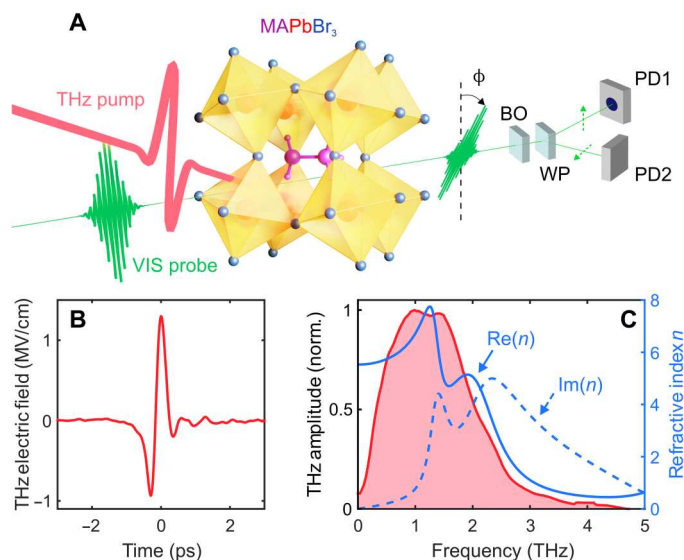 A
MAPbBr₃
THz pump
VIS probe
ϕ
BO
WP
PD1
PD2
B
THz electric field (MV/cm)
1
0
−1
−2
0
2
Time (ps)
C
THz amplitude (norm.)
1
0.5
0
Re(n)
Im(n)
0
1
2
3
4
5
Frequency (THz)
8
6
4
2
0
Refractive index n